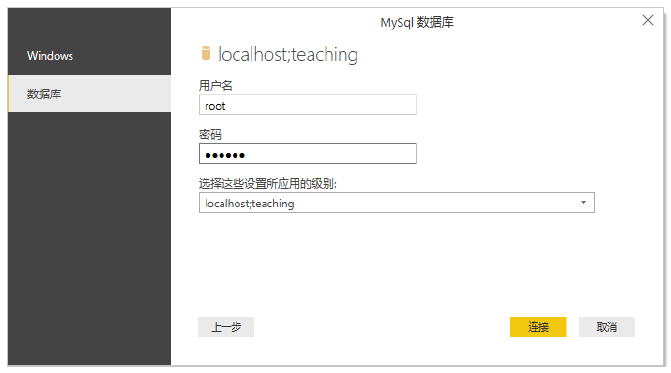 MySql 数据库
Windows
数据库
localhost;teaching
用户名
root
密码
●●●●●●
选择这些设置所应用的级别:
localhost;teaching
上一步
连接
取消